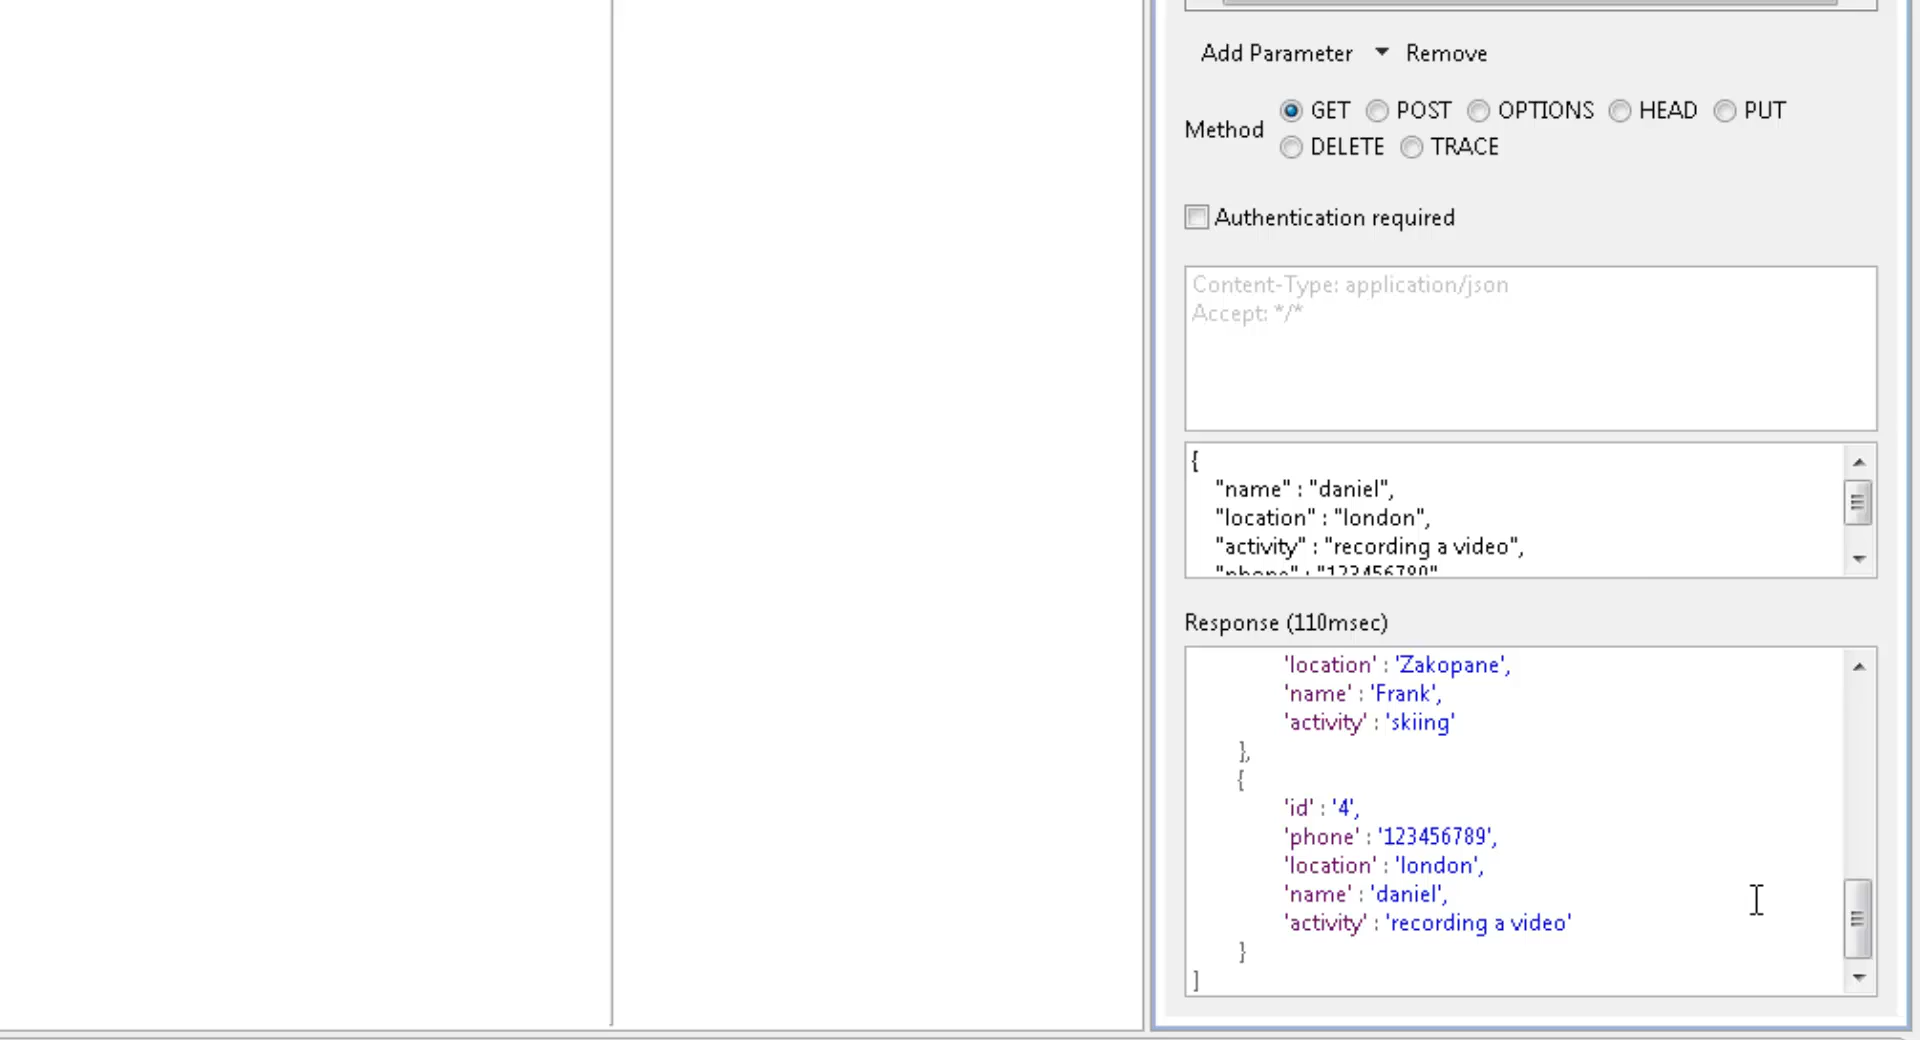 Add Parameter Remove
Method GET POST OPTIONS HEAD PUT
DELETE TRACE
Authentication required
Content-Type: application/json
Accept: */*
{
"name" : "daniel",
"location" : "london",
"activity" : "recording a video",
"phone" : "123456789"
Response (110msec)
'location' : 'Zakopane',
'name' : 'Frank',
'activity' : 'skiing'
},
{
'id' : '4',
'phone' : '123456789',
'location' : 'london',
'name' : 'daniel',
'activity' : 'recording a video'
}
]